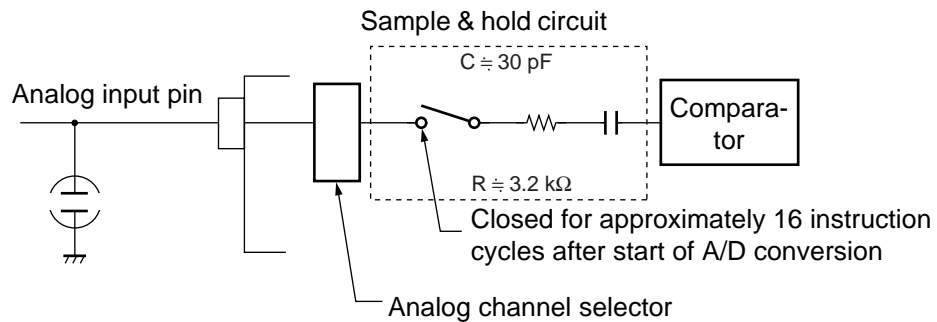 Sample & hold circuit
C ≒ 30 pF
Analog input pin
Compara-
tor
R ≒ 3.2 kΩ
Closed for approximately 16 instruction
cycles after start of A/D conversion
Analog channel selector